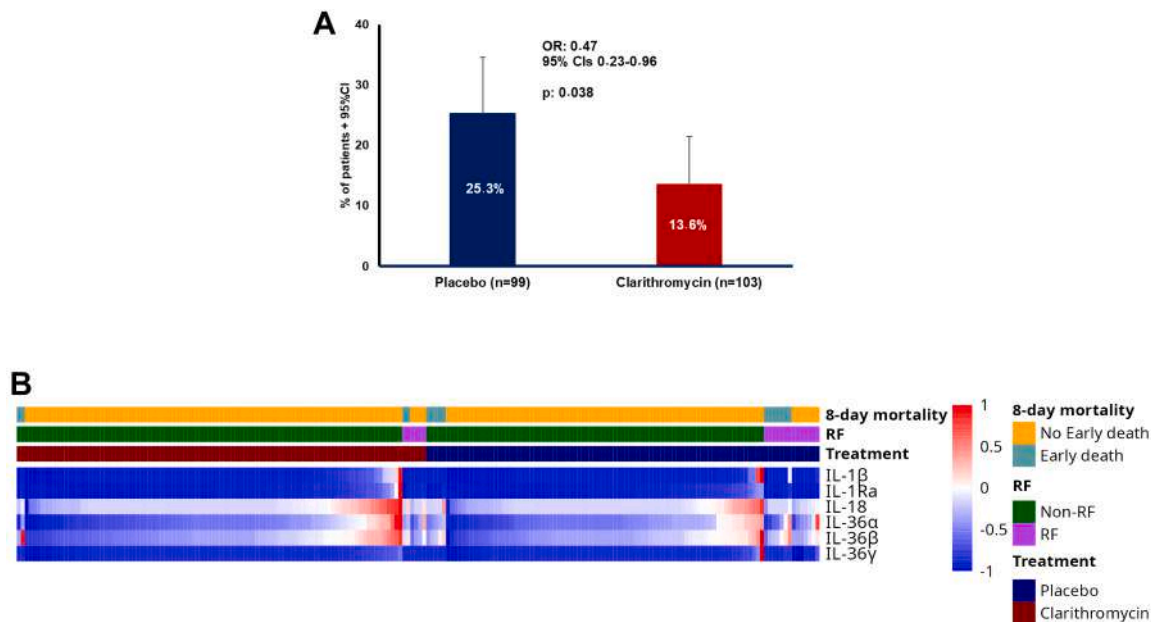 A
40
30
20
10
0
% of patients + 95%CI
OR: 0.47
95% CIs 0.23-0.96
p: 0.038
25.3%
13.6%
Placebo (n=99)
Clarithromycin (n=103)
B
8-day mortality
RF
Treatment
IL-1β
IL-1Ra
IL-18
IL-36α
IL-36β
IL-36γ
1
0.5
0
-0.5
-1
8-day mortality
No Early death
Early death
RF
Non-RF
RF
Treatment
Placebo
Clarithromycin